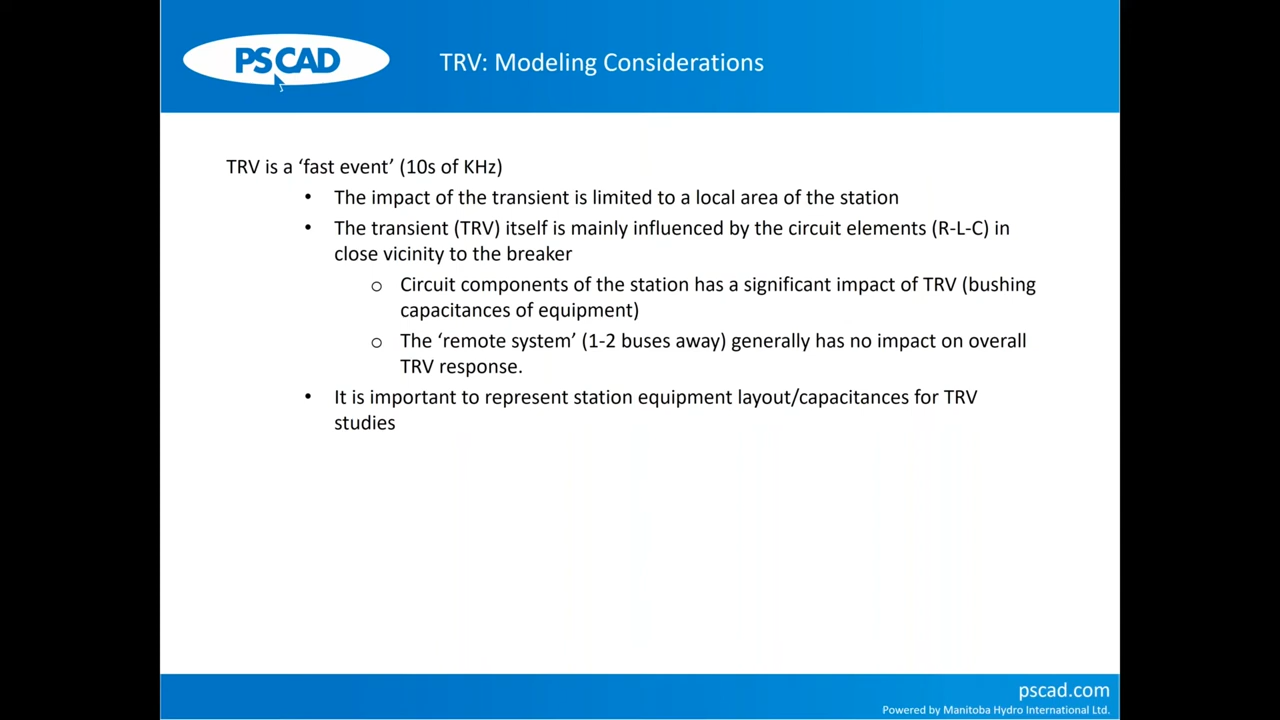 PSCAD
TRV: Modeling Considerations
TRV is a ‘fast event’ (10s of KHz)
• The impact of the transient is limited to a local area of the station
• The transient (TRV) itself is mainly influenced by the circuit elements (R-L-C) in
close vicinity to the breaker
o Circuit components of the station has a significant impact of TRV (bushing
capacitances of equipment)
o The ‘remote system’ (1-2 buses away) generally has no impact on overall
TRV response.
• It is important to represent station equipment layout/capacitances for TRV
studies
pscad.com
Powered by Manitoba Hydro International Ltd.